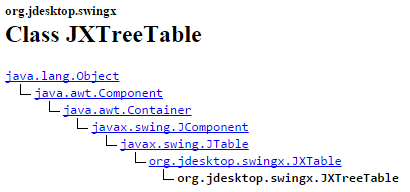 org.jdesktop.swingx
Class JXTreeTable
java.lang.Object
java.awt.Component
java.awt.Container
javax.swing.JComponent
javax.swing.JTable
org.jdesktop.swingx.JXTable
org.jdesktop.swingx.JXTreeTable